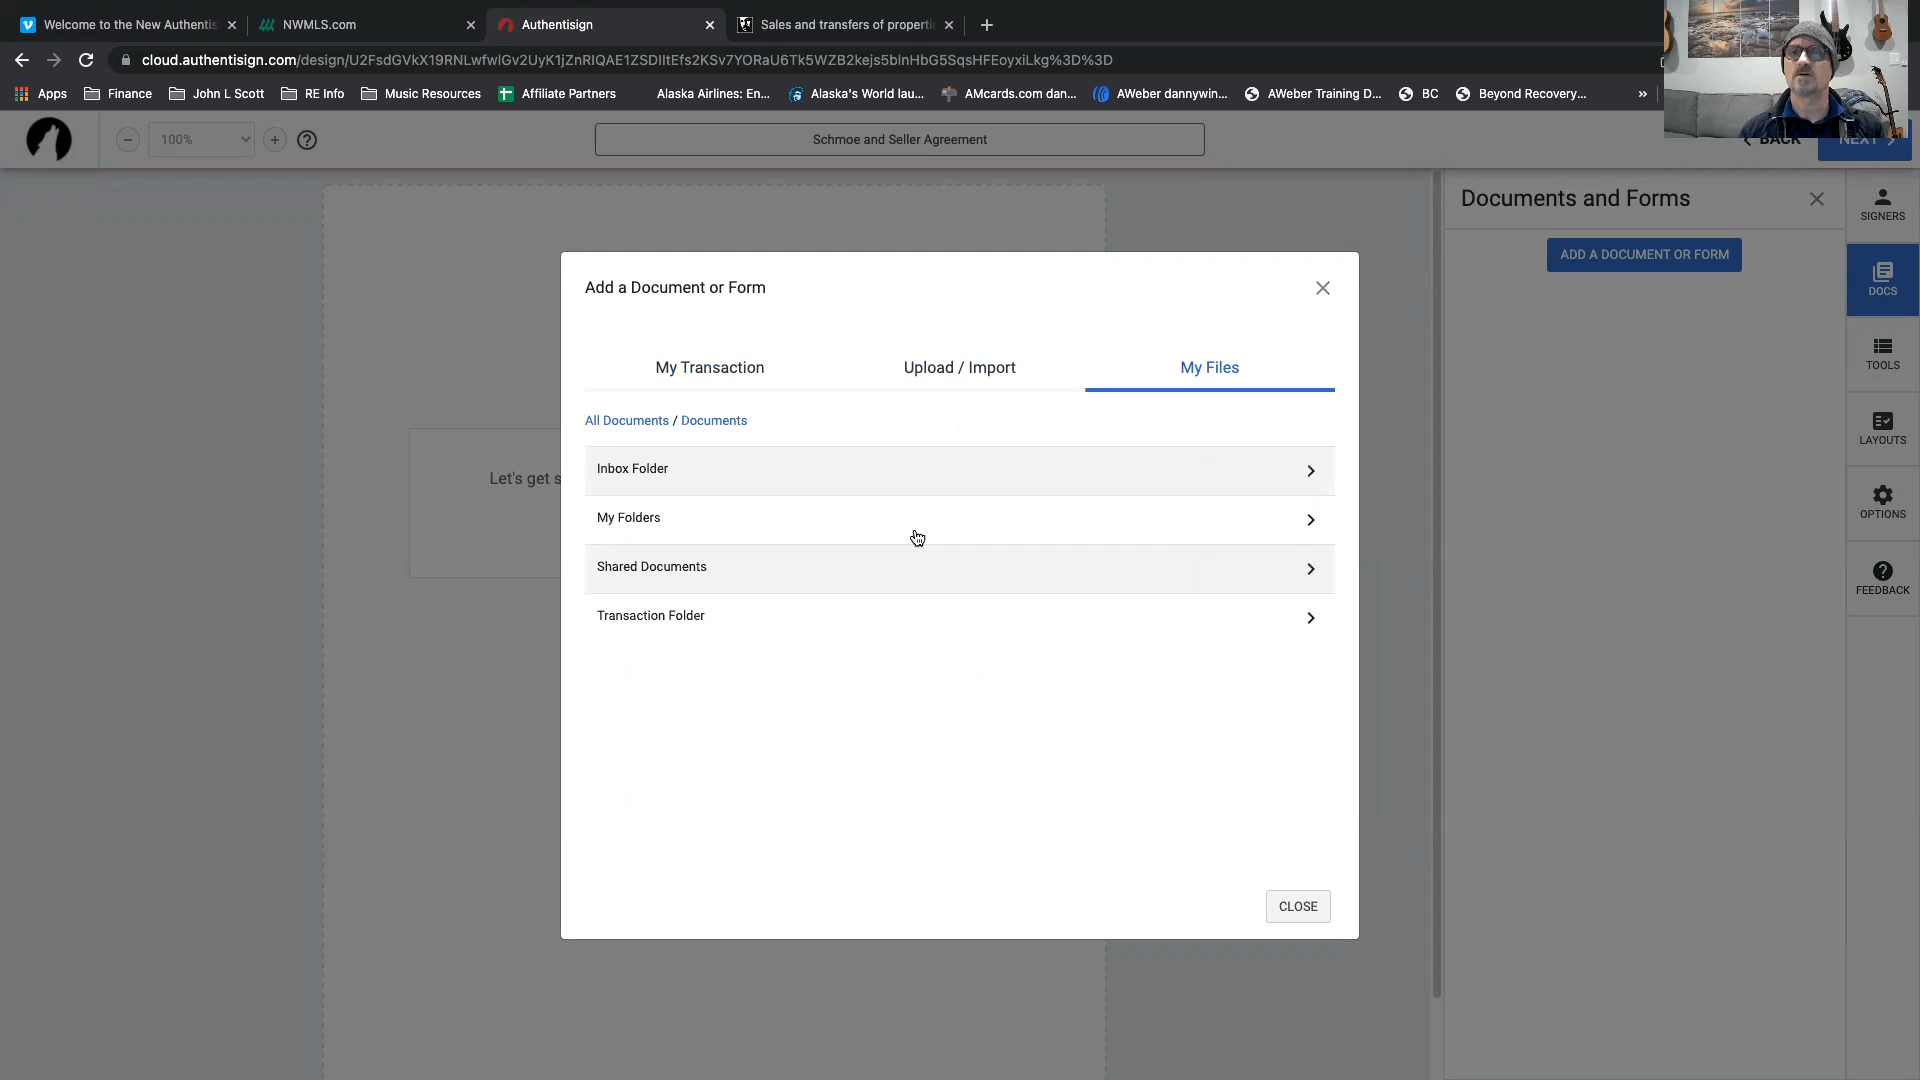 Welcome to the New Authentis
NWMLS.com
Authentisign
Sales and transfers of properti
cloud.authentisign.com/design/U2FsdGVkX19RNLwfwlGv2UyK1jZnRIQAE1ZSDIItEfs2KSv7YORaU6Tk5WZB2kejs5blnHbG5SqsHFEoyxiLkg%3D%3D
Apps
Finance
John L Scott
RE Info
Music Resources
Affiliate Partners
Alaska Airlines: En...
Alaska's World lau...
AMcards.com dan...
AWeber dannywin...
AWeber Training D...
BC
Beyond Recovery...
»
100%
Schmoe and Seller Agreement
BACK
NEXT
Documents and Forms
ADD A DOCUMENT OR FORM
SIGNERS
DOCS
TOOLS
LAYOUTS
OPTIONS
FEEDBACK
Let's get s
Add a Document or Form
My Transaction
Upload / Import
My Files
All Documents / Documents
Inbox Folder
My Folders
Shared Documents
Transaction Folder
CLOSE